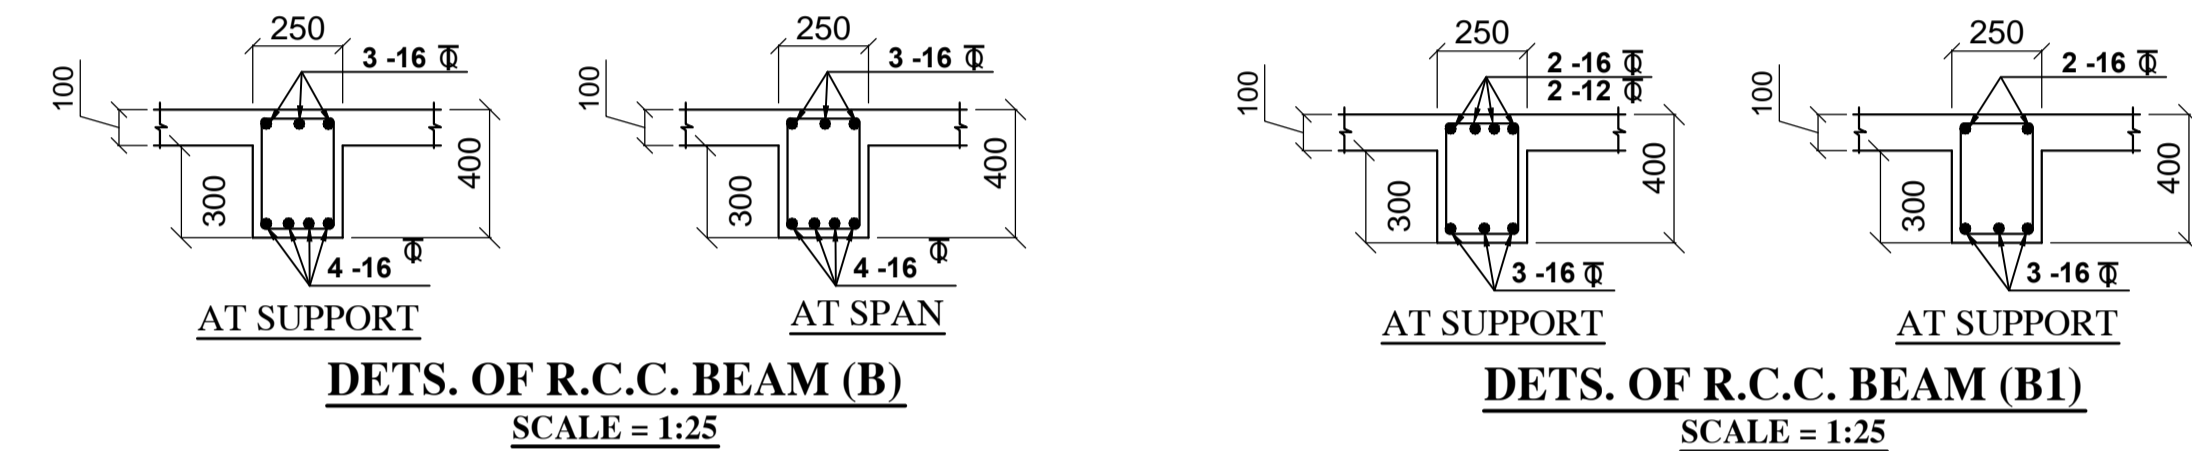 250
3 -16 Φ
100
300
400
4 -16 Φ
AT SUPPORT
250
3 -16 Φ
100
300
400
4 -16 Φ
AT SPAN
DETS. OF R.C.C. BEAM (B)
SCALE = 1:25
250
2 -16 Φ
2 -12 Φ
100
300
400
3 -16 Φ
AT SUPPORT
250
2 -16 Φ
100
300
400
3 -16 Φ
AT SUPPORT
DETS. OF R.C.C. BEAM (B1)
SCALE = 1:25